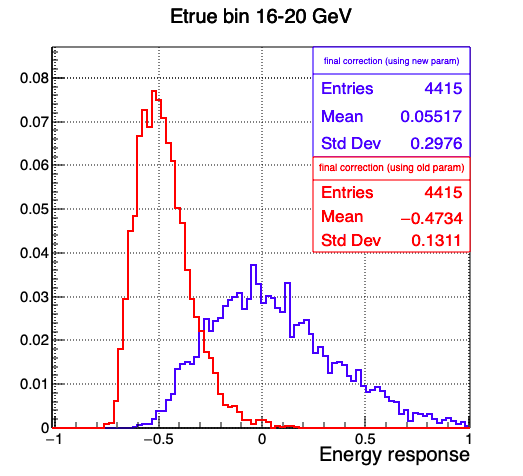 Etrue bin 16-20 GeV
final correction (using new param)
Entries 4415
Mean 0.05517
Std Dev 0.2976
final correction (using old param)
Entries 4415
Mean −0.4734
Std Dev 0.1311
0.08
0.07
0.06
0.05
0.04
0.03
0.02
0.01
0
−1 −0.5 0 0.5 1
Energy response